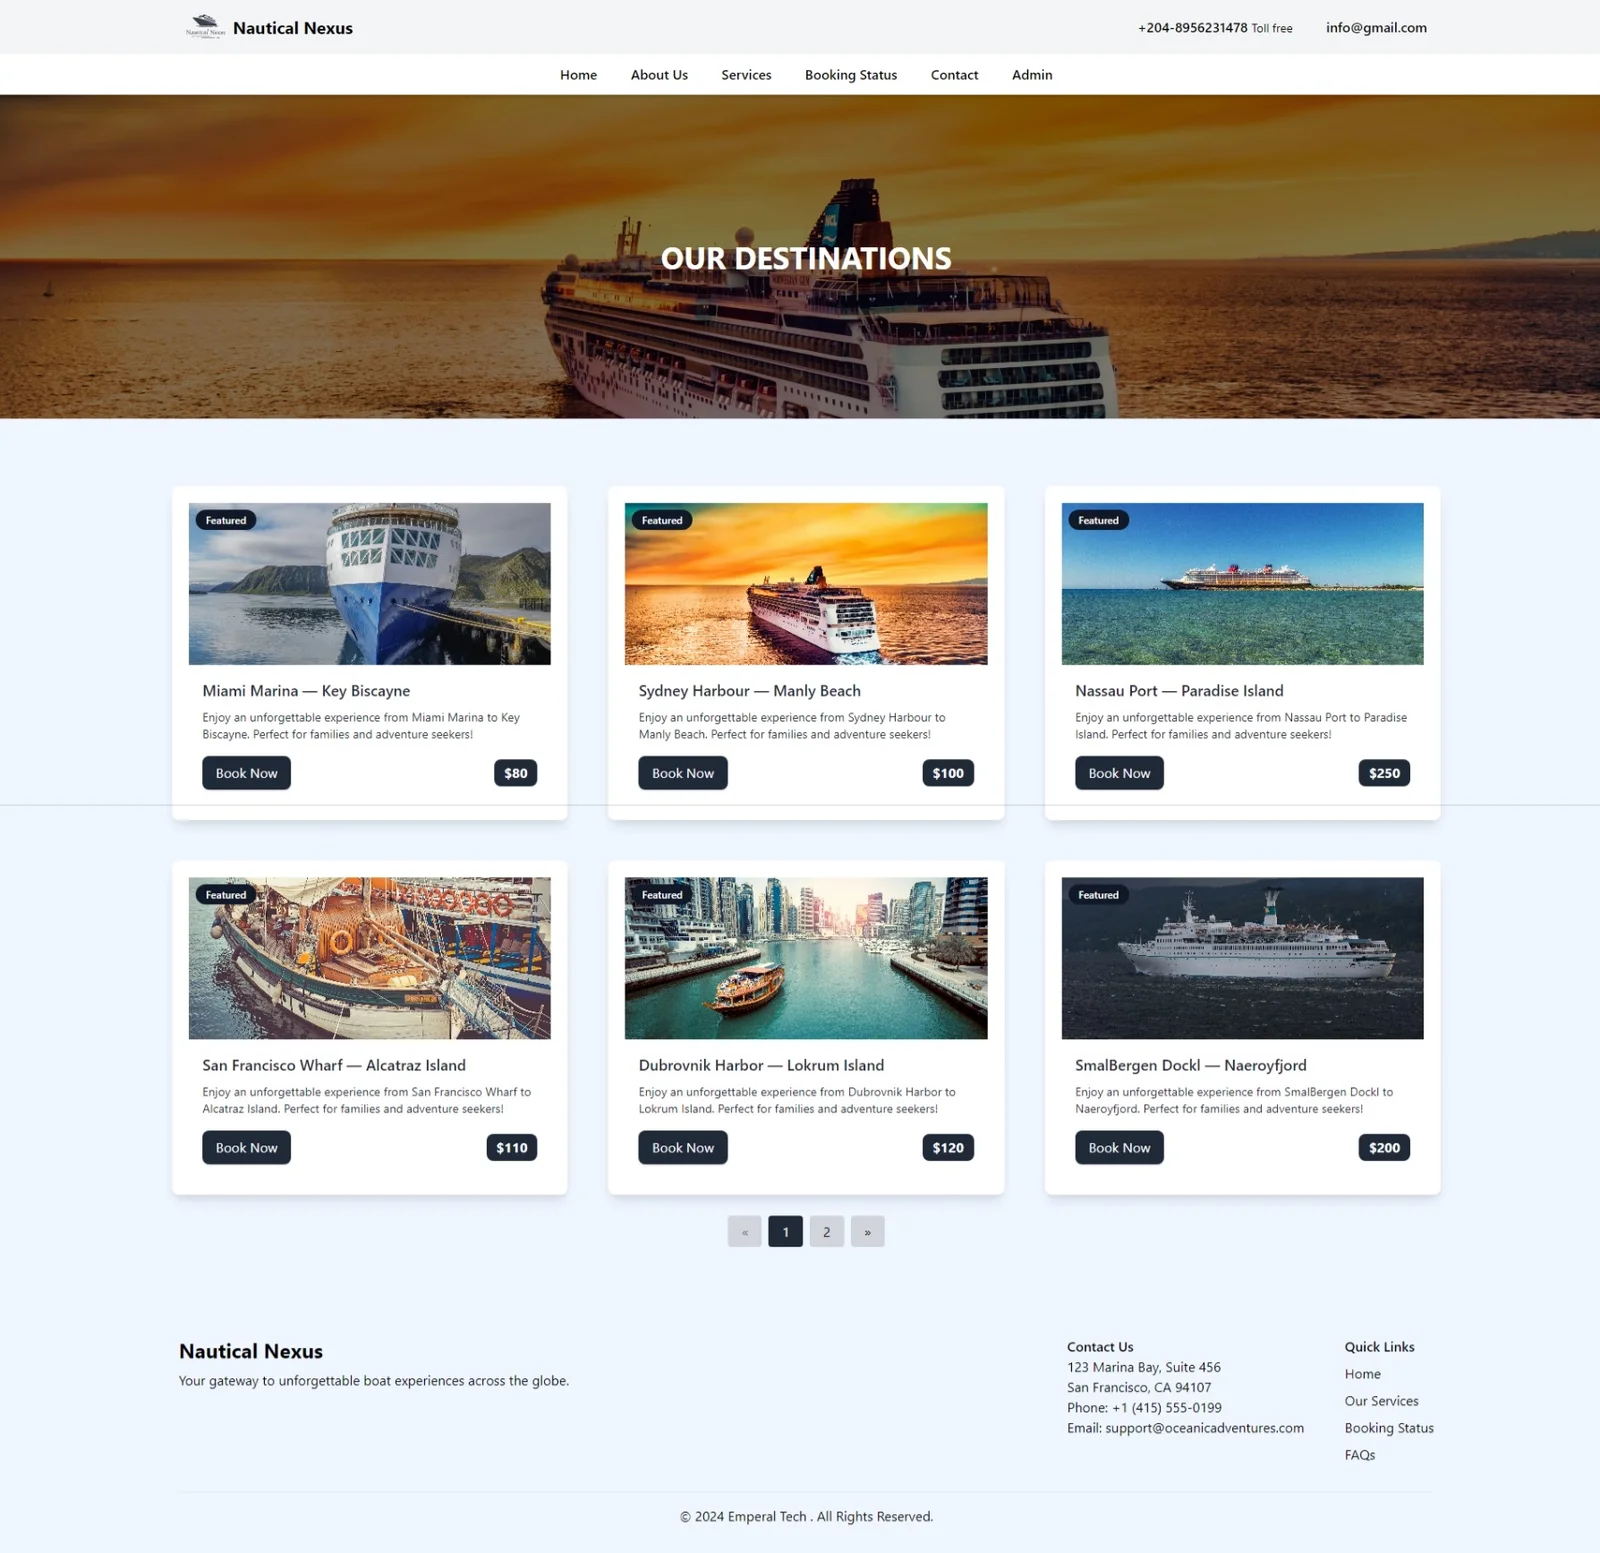 Nautical Nexus
Nautical Nexus
+204-8956231478 Toll free
info@gmail.com
Home
About Us
Services
Booking Status
Contact
Admin
NCL
OUR DESTINATIONS
Featured
Miami Marina — Key Biscayne
Enjoy an unforgettable experience from Miami Marina to Key
Biscayne. Perfect for families and adventure seekers!
Book Now
$80
Featured
Sydney Harbour — Manly Beach
Enjoy an unforgettable experience from Sydney Harbour to
Manly Beach. Perfect for families and adventure seekers!
Book Now
$100
Featured
Nassau Port — Paradise Island
Enjoy an unforgettable experience from Nassau Port to Paradise
Island. Perfect for families and adventure seekers!
Book Now
$250
Featured
San Francisco Wharf — Alcatraz Island
Enjoy an unforgettable experience from San Francisco Wharf to
Alcatraz Island. Perfect for families and adventure seekers!
Book Now
$110
Featured
Dubrovnik Harbor — Lokrum Island
Enjoy an unforgettable experience from Dubrovnik Harbor to
Lokrum Island. Perfect for families and adventure seekers!
Book Now
$120
Featured
SmalBergen Dockl — Naeroyfjord
Enjoy an unforgettable experience from SmalBergen Dockl to
Naeroyfjord. Perfect for families and adventure seekers!
Book Now
$200
« 1 2 »
Nautical Nexus
Your gateway to unforgettable boat experiences across the globe.
Contact Us
123 Marina Bay, Suite 456
San Francisco, CA 94107
Phone: +1 (415) 555-0199
Email: support@oceanicadventures.com
Quick Links
Home
Our Services
Booking Status
FAQs
© 2024 Emperal Tech . All Rights Reserved.